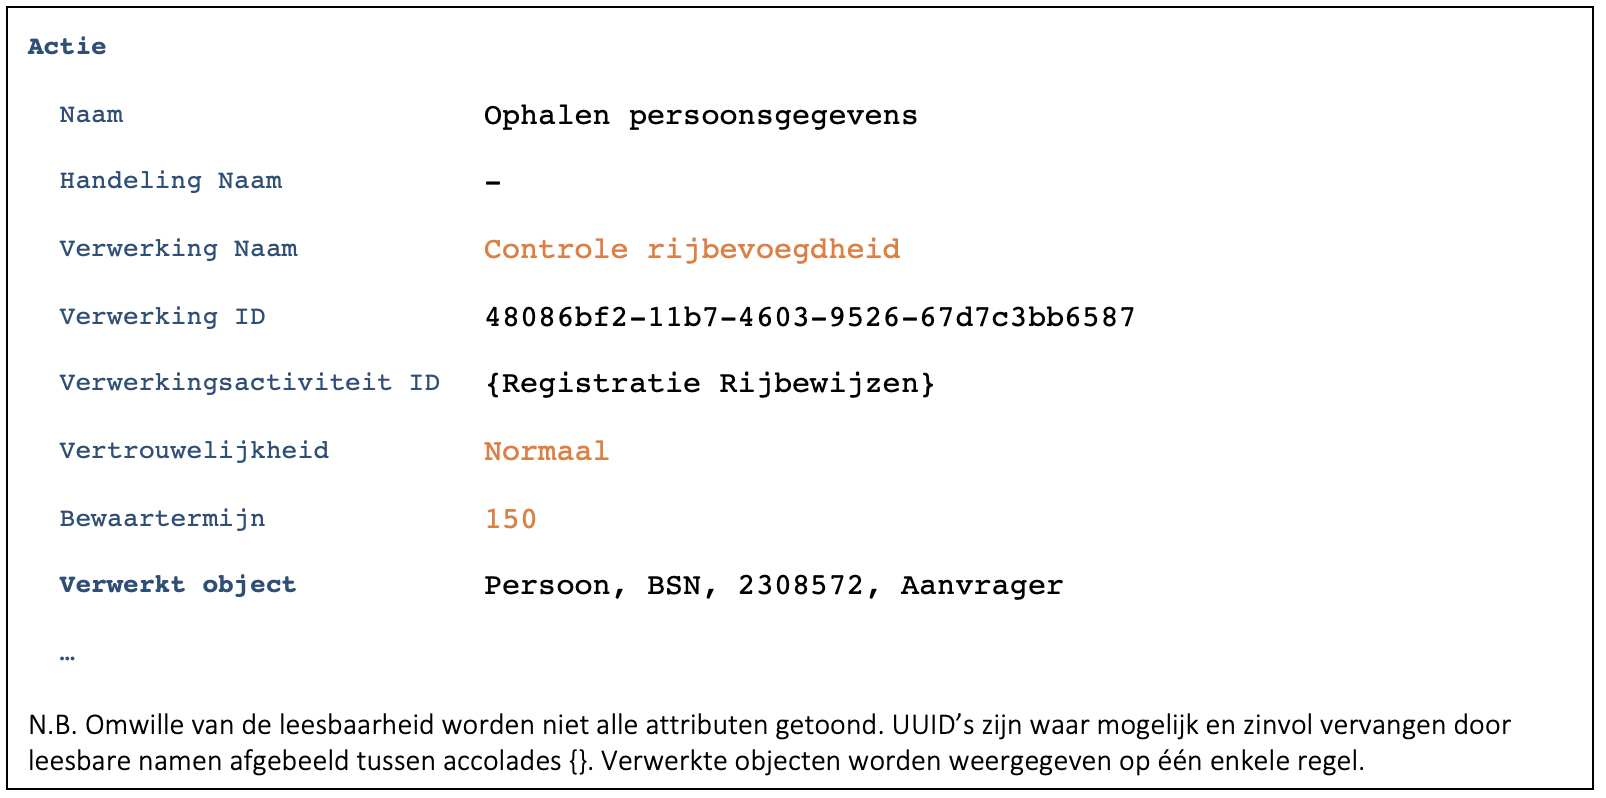 Actie
Naam Ophalen persoonsgegevens
Handeling Naam -
Verwerking Naam Controle rijbevoegdheid
Verwerking ID 48086bf2-11b7-4603-9526-67d7c3bb6587
Verwerkingsactiviteit ID {Registratie Rijbewijzen}
Vertrouwelijkheid Normaal
Bewaartermijn 150
Verwerkt object Persoon, BSN, 2308572, Aanvrager
…
N.B. Omwille van de leesbaarheid worden niet alle attributen getoond. UUID’s zijn waar mogelijk en zinvol vervangen door
leesbare namen afgebeeld tussen accolades {}. Verwerkte objecten worden weergegeven op één enkele regel.